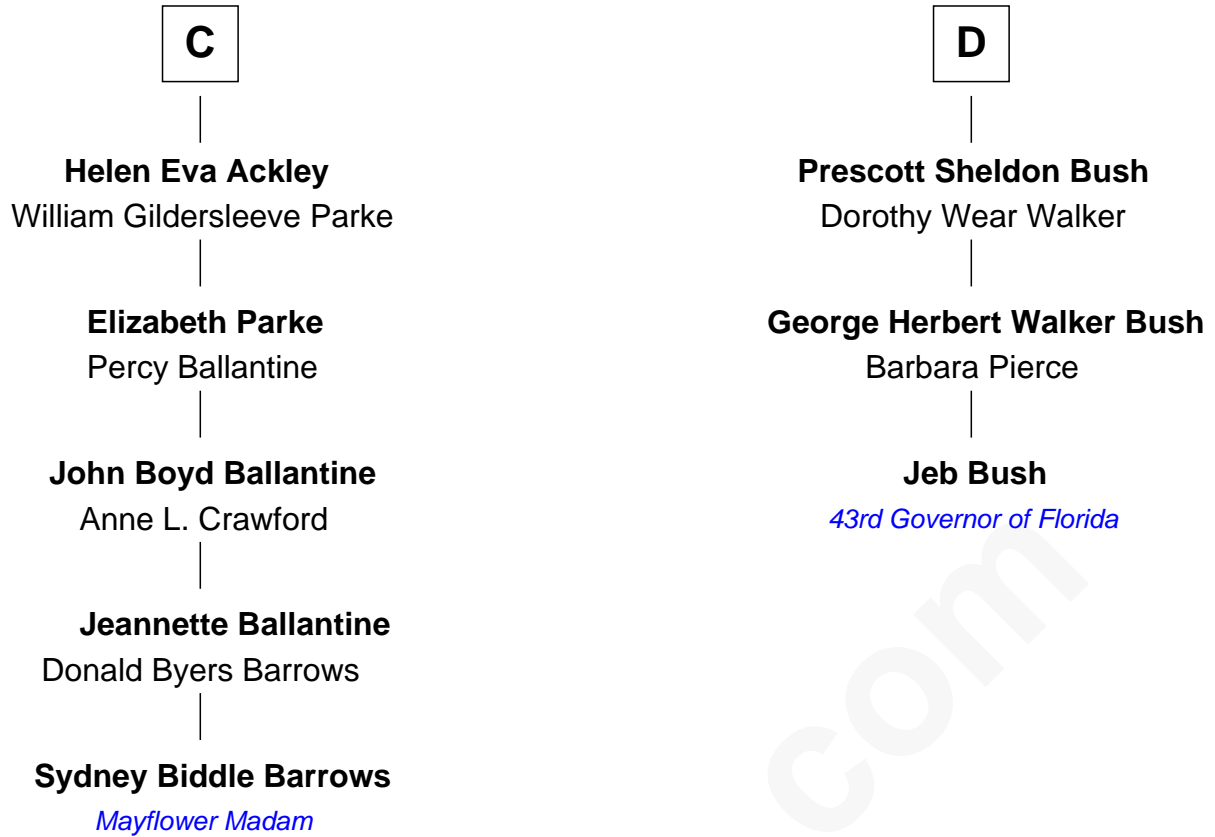 C
Helen Eva Ackley
William Gildersleeve Parke
Elizabeth Parke
Percy Ballantine
John Boyd Ballantine
Anne L. Crawford
Jeannette Ballantine
Donald Byers Barrows
Sydney Biddle Barrows
Mayflower Madam
D
Prescott Sheldon Bush
Dorothy Wear Walker
George Herbert Walker Bush
Barbara Pierce
Jeb Bush
43rd Governor of Florida
com